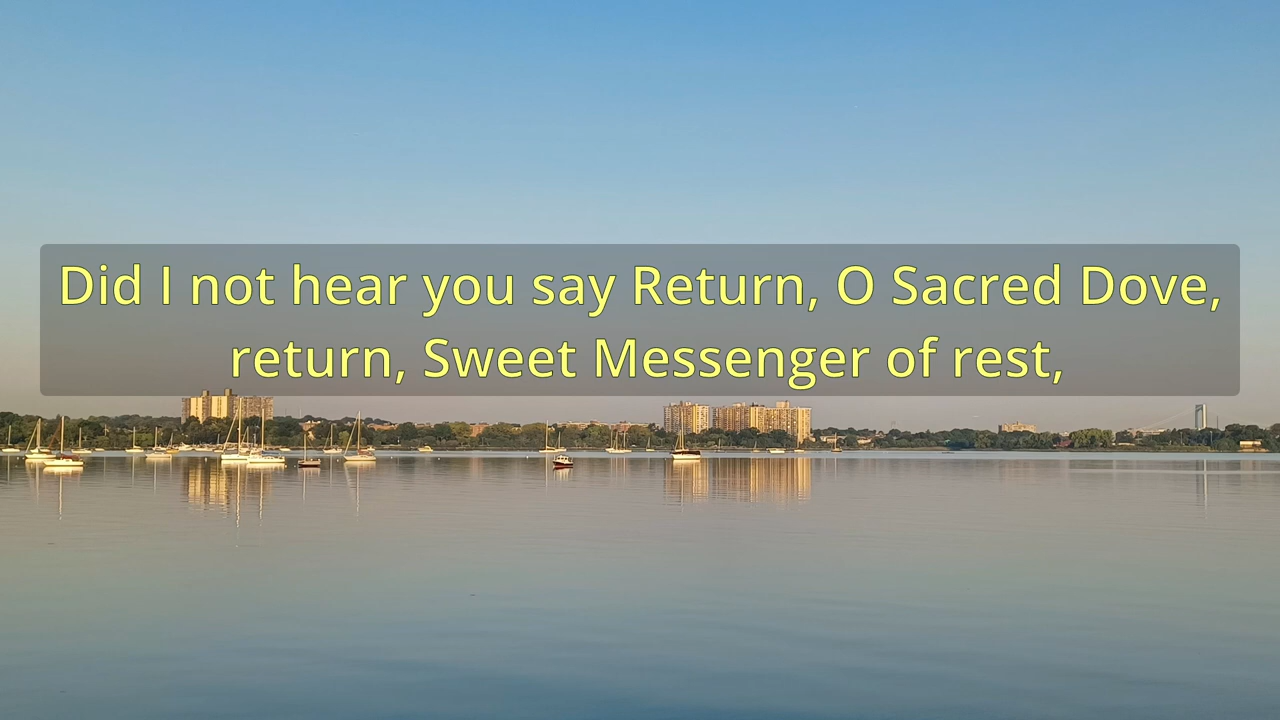 Did I not hear you say Return, O Sacred Dove,
return, Sweet Messenger of rest,